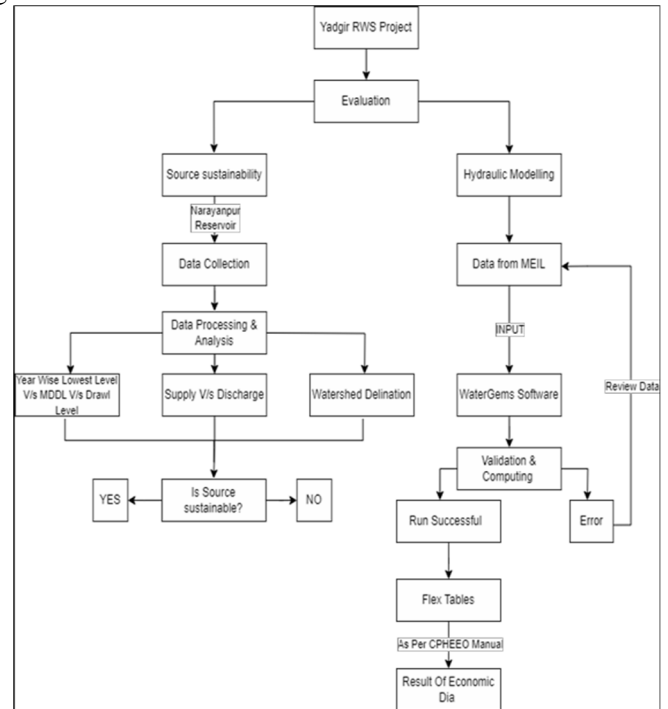 Yadgir RWS Project
Evaluation
Source sustainability
Hydraulic Modelling
Narayanpur
Reservoir
Data Collection
Data from MEIL
Data Processing &
Analysis
INPUT
Year Wise Lowest Level
V/s MDDL V/s Drawl
Level
Supply V/s Discharge
Watershed Delination
WaterGems Software
Review Data
Validation &
Computing
YES
Is Source
sustainable?
NO
Run Successful
Error
Flex Tables
As Per CPHEEO Manual
Result Of Economic
Dia